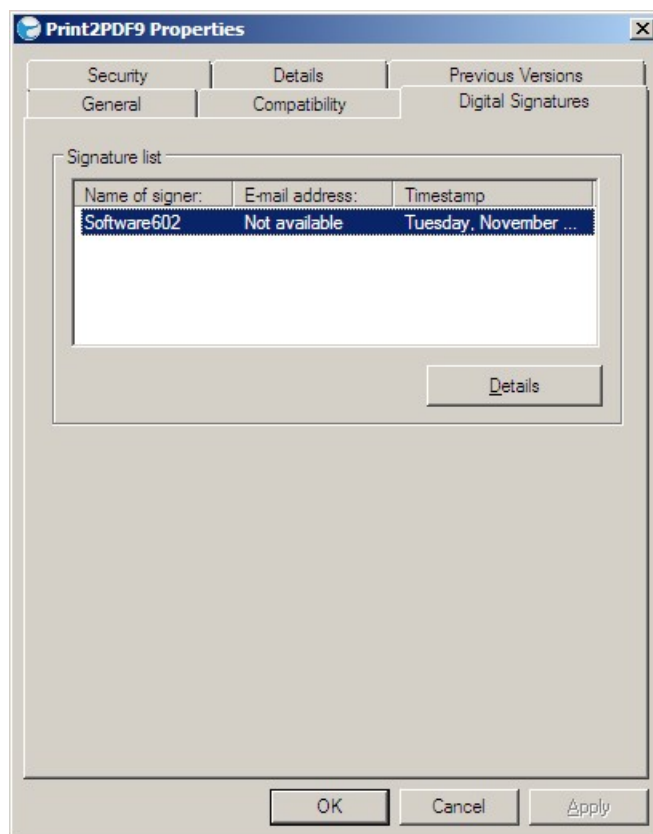 Print2PDF9 Properties
Security Details Previous Versions
General Compatibility Digital Signatures
Signature list
Name of signer: E-mail address: Timestamp
Software602 Not available Tuesday, November ...
Details
OK Cancel Apply